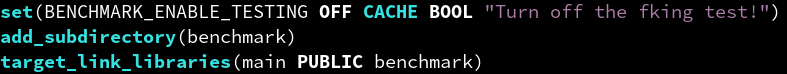 set(BENCHMARK_ENABLE_TESTING OFF CACHE BOOL "Turn off the fking test!")
add_subdirectory(benchmark)
target_link_libraries(main PUBLIC benchmark)